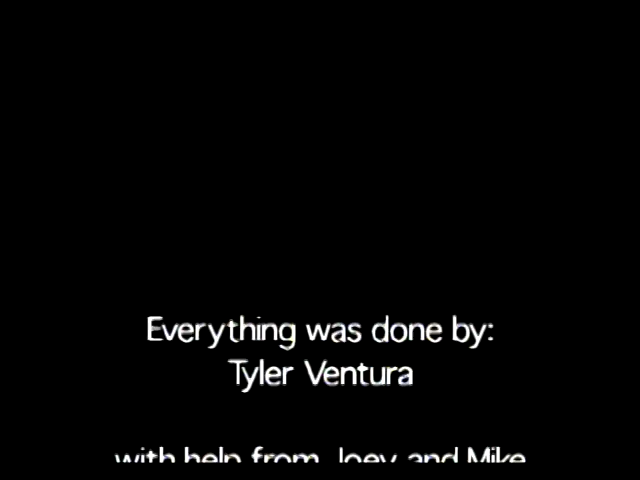 Everything was done by:
Tyler Ventura
with help from Joey and Mike